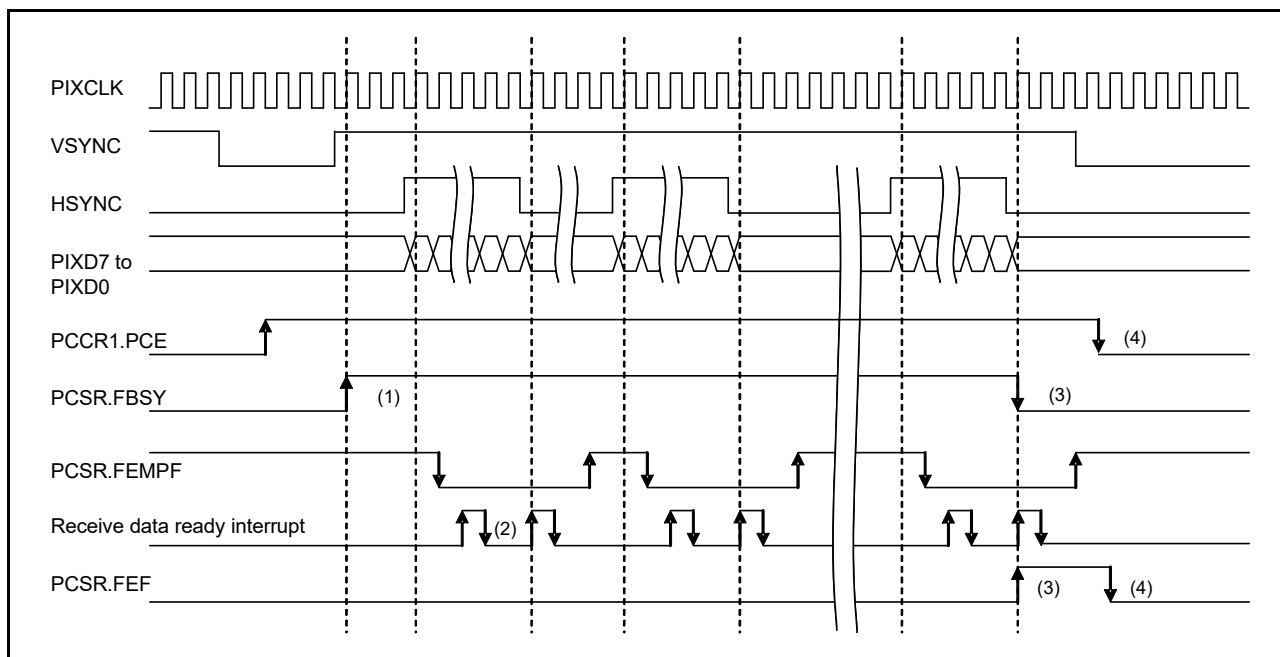 PIXCLK
VSYNC
HSYNC
PIXD7 to
PIXD0
PCCR1.PCE
(4)
PCSR.FBSY
(1)
(3)
PCSR.FEMPF
Receive data ready interrupt
(2)
PCSR.FEF
(3)
(4)